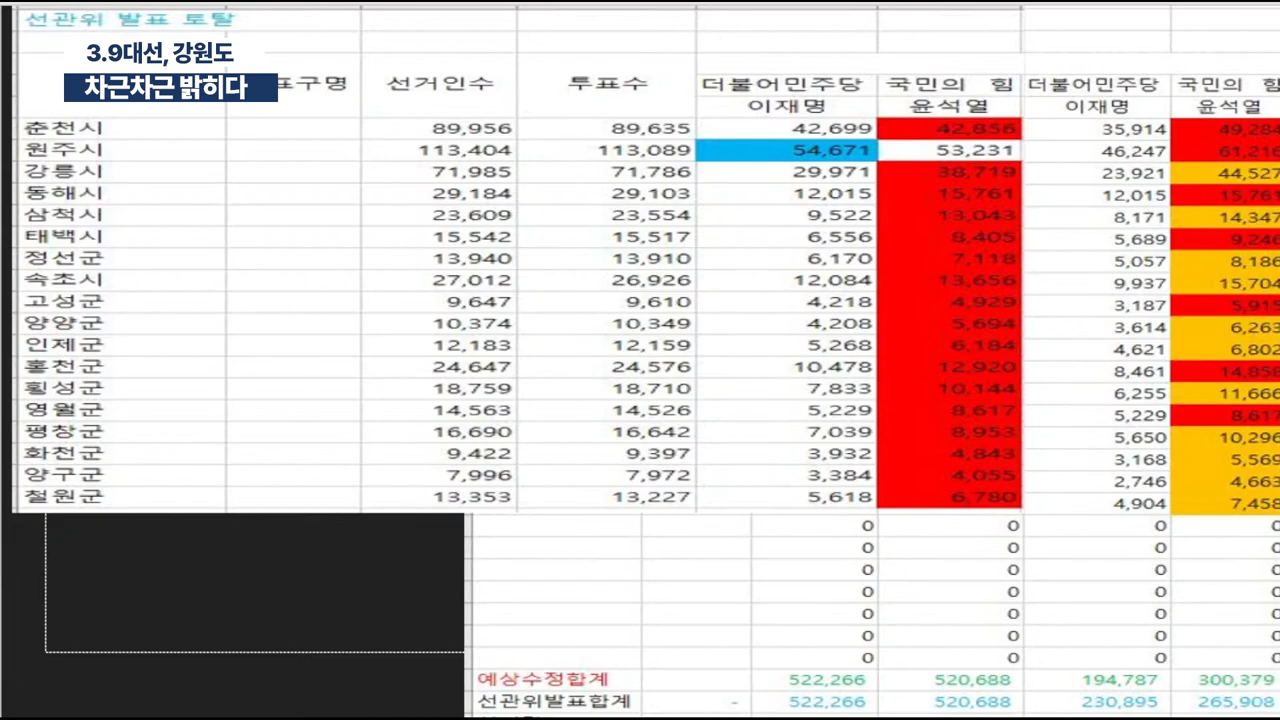 선관위 발표 토탈
3.9대선, 강원도
차근차근 밝히다
표구명 선거인수 투표수 더불어민주당 국민의 힘 더불어민주당 국민의 힘
이재명 윤석열 이재명 윤석열
춘천시 89,956 89,635 42,699 42,856 35,914 49,284
원주시 113,404 113,089 54,671 53,231 46,247 61,216
강릉시 71,985 71,786 29,971 38,719 23,921 44,527
동해시 29,184 29,103 12,015 15,761 12,015 15,761
삼척시 23,609 23,554 9,522 13,043 8,171 14,347
태백시 15,542 15,517 6,556 8,405 5,689 9,246
정선군 13,940 13,910 6,170 7,118 5,057 8,186
속초시 27,012 26,926 12,084 13,656 9,937 15,704
고성군 9,647 9,610 4,218 4,929 3,187 5,915
양양군 10,374 10,349 4,208 5,694 3,614 6,263
인제군 12,183 12,159 5,268 6,184 4,621 6,802
홍천군 24,647 24,576 10,478 12,920 8,461 14,858
횡성군 18,759 18,710 7,833 10,144 6,255 11,666
영월군 14,563 14,526 5,229 8,617 5,229 8,617
평창군 16,690 16,642 7,039 8,953 5,650 10,296
화천군 9,422 9,397 3,932 4,843 3,168 5,569
양구군 7,996 7,972 3,384 4,055 2,746 4,663
철원군 13,353 13,227 5,618 6,780 4,904 7,458
0 0 0 0
0 0 0 0
0 0 0 0
0 0 0 0
0 0 0 0
0 0 0 0
0 0 0 0
예상수정합계 522,266 520,688 194,787 300,379
선관위발표합계 - 522,266 520,688 230,895 265,908